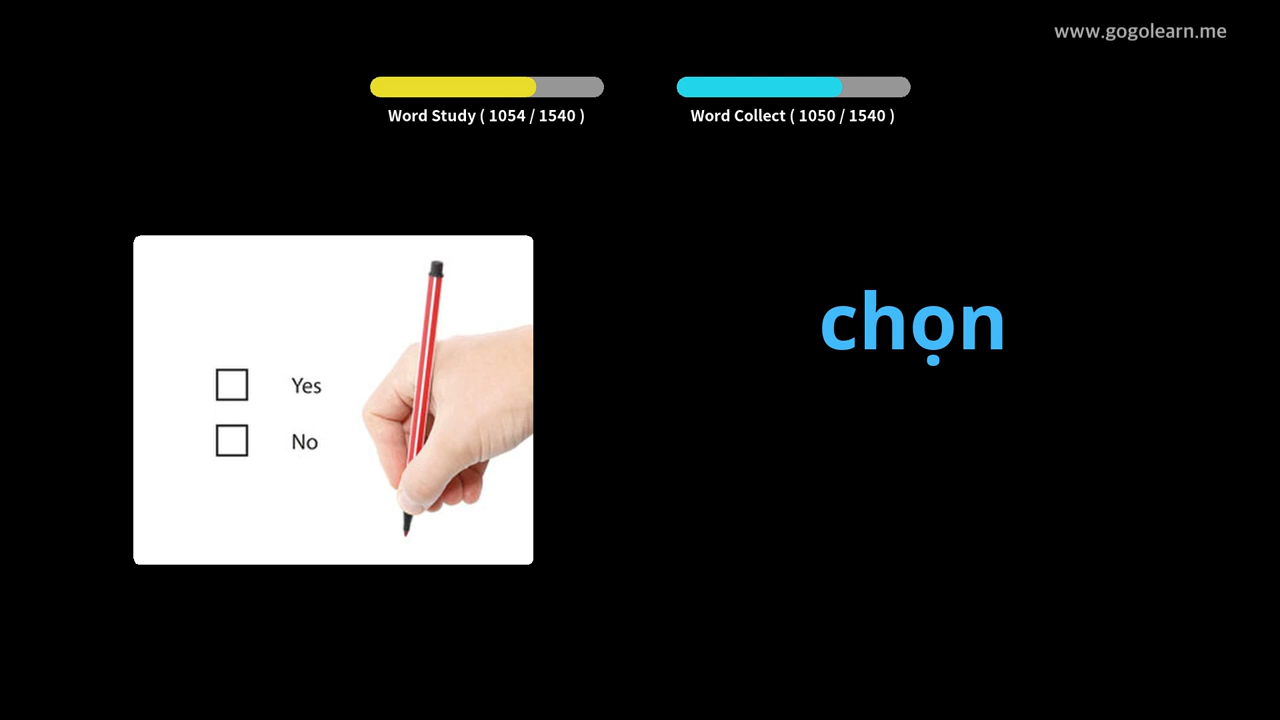 www.gogolearn.me
Word Study ( 1054 / 1540 )
Word Collect ( 1050 / 1540 )
chọn
Yes
No